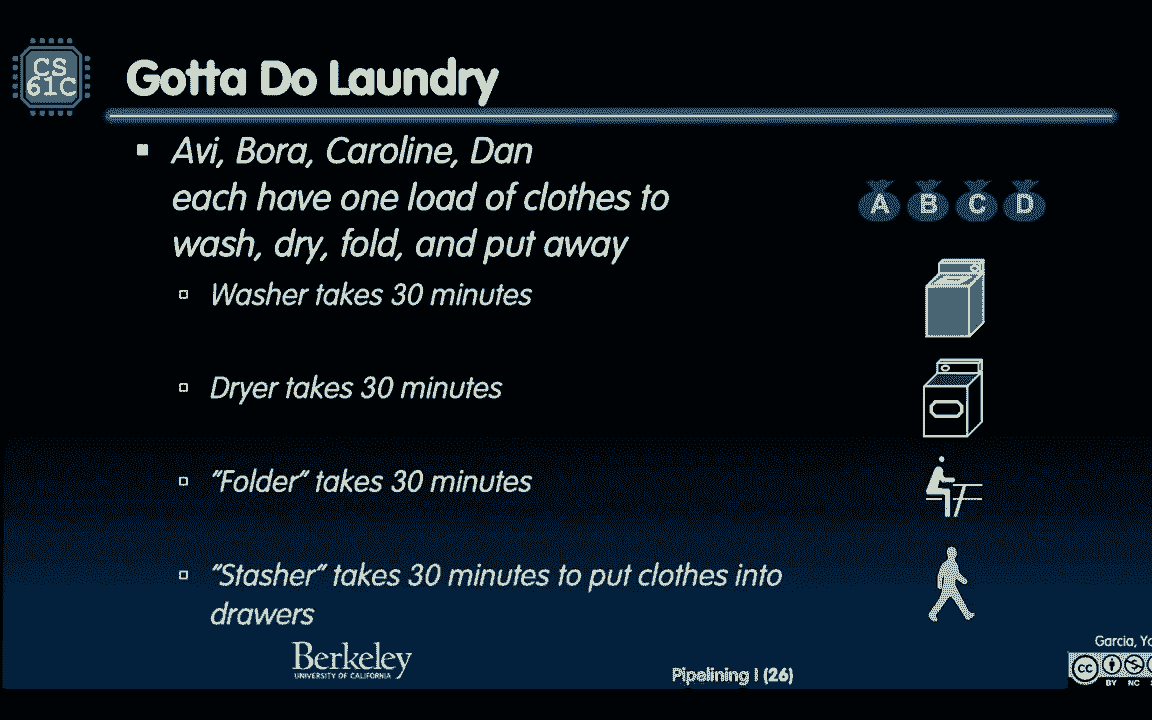 CS
61C
Gotta Do Laundry
Avi, Bora, Caroline, Dan
each have one load of clothes to
wash, dry, fold, and put away
A B C D
Washer takes 30 minutes
Dryer takes 30 minutes
"Folder" takes 30 minutes
"Stasher" takes 30 minutes to put clothes into
drawers
Berkeley
UNIVERSITY OF CALIFORNIA
Pipelining I (26)
Garcia,
cc
BY NC